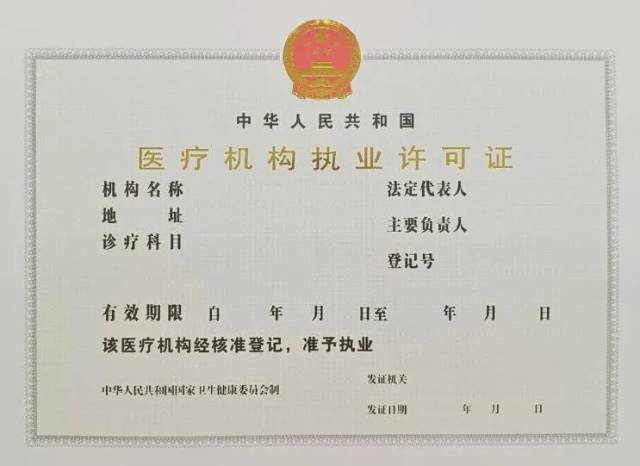 中华人民共和国
医疗机构执业许可证
机构名称 法定代表人
地址 主要负责人
诊疗科目 登记号
有效期限 自 年 月 日至 年 月 日
该医疗机构经核准登记，准予执业
中华人民共和国国家卫生健康委员会制 发证机关
发证日期 年 月 日